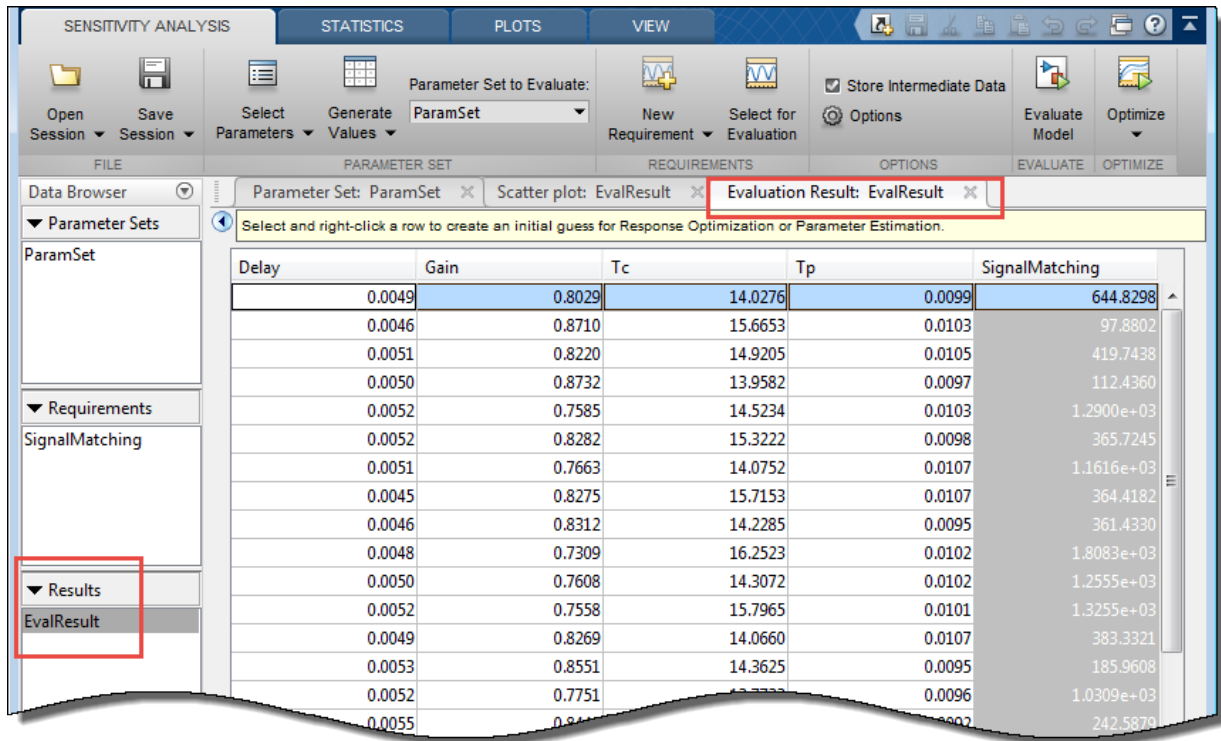 SENSITIVITY ANALYSIS STATISTICS PLOTS VIEW
Open Session Save Session
Select Parameters Generate Values
Parameter Set to Evaluate:
ParamSet
New Requirement Select for Evaluation
Store Intermediate Data
Options
Evaluate Model Optimize
FILE PARAMETER SET REQUIREMENTS OPTIONS EVALUATE OPTIMIZE
Data Browser
Parameter Sets
ParamSet
Requirements
SignalMatching
Results
EvalResult
Parameter Set: ParamSet Scatter plot: EvalResult Evaluation Result: EvalResult
Select and right-click a row to create an initial guess for Response Optimization or Parameter Estimation.
Delay Gain Tc Tp SignalMatching
0.0049 0.8029 14.0276 0.0099 644.8298
0.0046 0.8710 15.6653 0.0103 97.8802
0.0051 0.8220 14.9205 0.0105 419.7438
0.0050 0.8732 13.9582 0.0097 112.4360
0.0052 0.7585 14.5234 0.0103 1.2900e+03
0.0052 0.8282 15.3222 0.0098 365.7245
0.0051 0.7663 14.0752 0.0107 1.1616e+03
0.0045 0.8275 15.7153 0.0107 364.4182
0.0046 0.8312 14.2285 0.0095 361.4330
0.0048 0.7309 16.2523 0.0102 1.8083e+03
0.0050 0.7608 14.3072 0.0102 1.2555e+03
0.0052 0.7558 15.7965 0.0101 1.3255e+03
0.0049 0.8269 14.0660 0.0107 383.3321
0.0053 0.8551 14.3625 0.0095 185.9608
0.0052 0.7751 0.0096 1.0309e+03
0.0055 242.5879